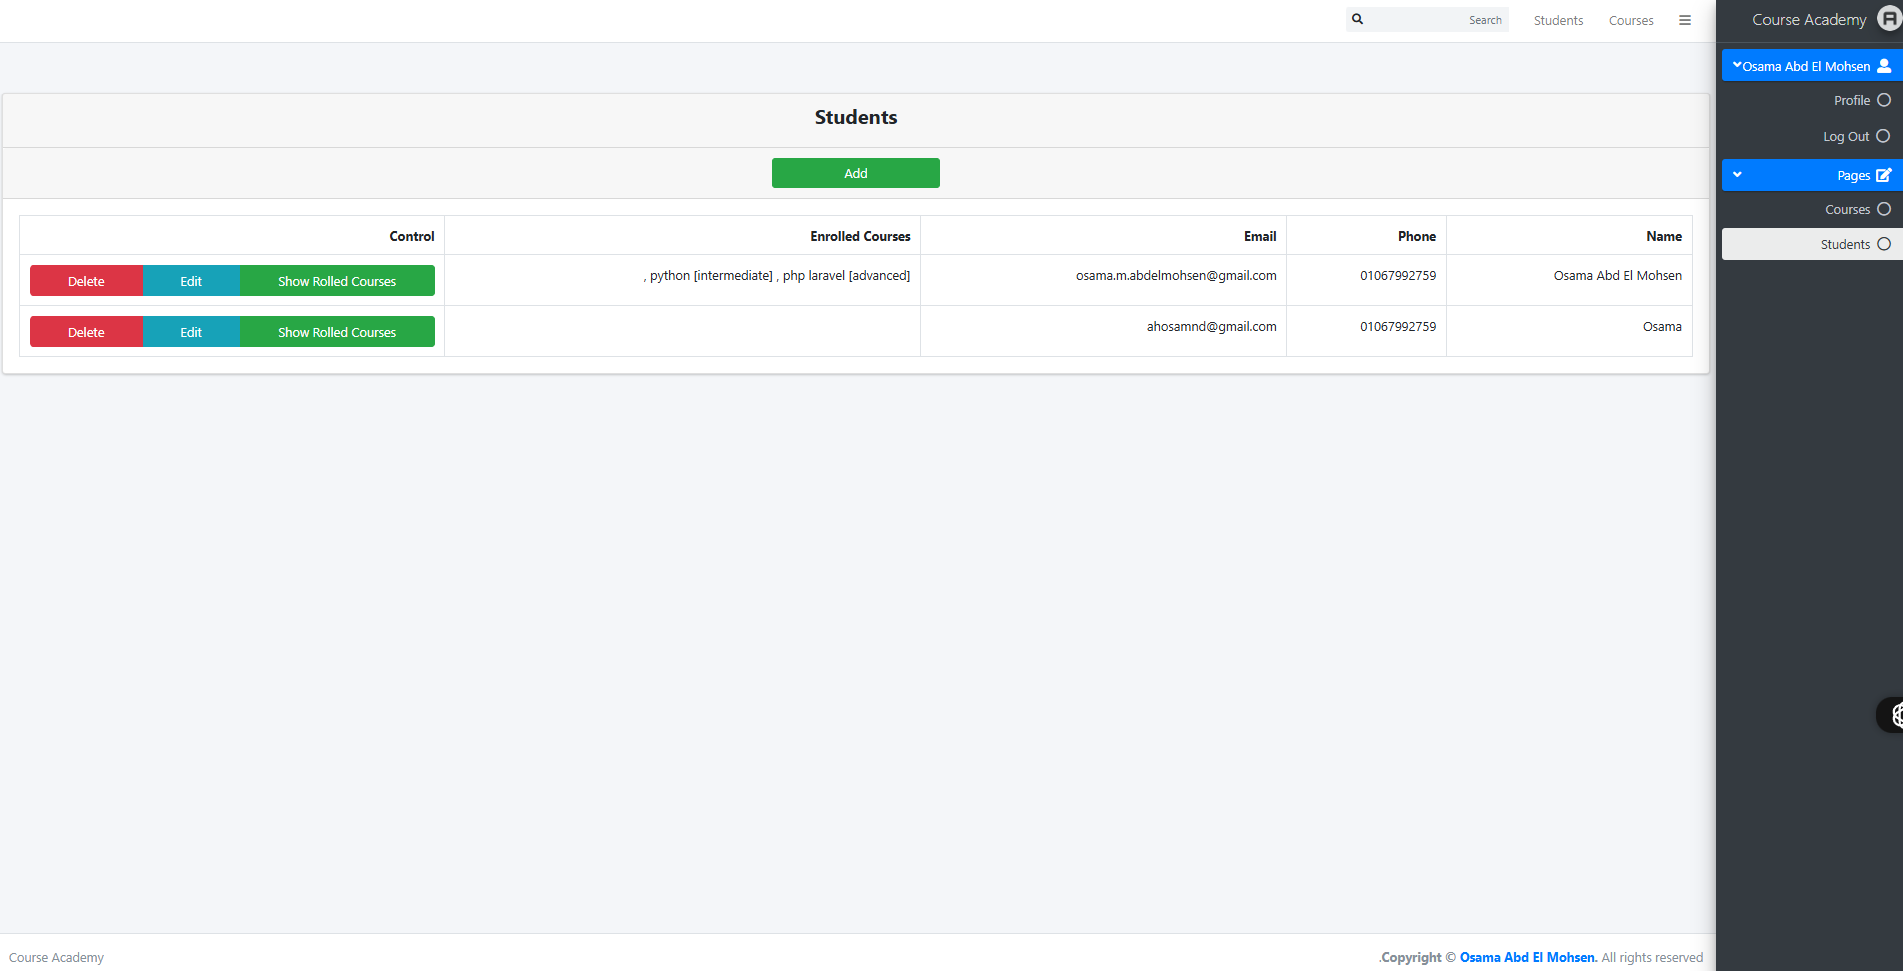 Search Students Courses
Course Academy
Osama Abd El Mohsen
Profile
Log Out
Pages
Courses
Students
Students
Add
Control Enrolled Courses Email Phone Name
Delete Edit Show Rolled Courses , python [intermediate] , php laravel [advanced] osama.m.abdelmohsen@gmail.com 01067992759 Osama Abd El Mohsen
Delete Edit Show Rolled Courses ahosamnd@gmail.com 01067992759 Osama
Course Academy .Copyright © Osama Abd El Mohsen. All rights reserved